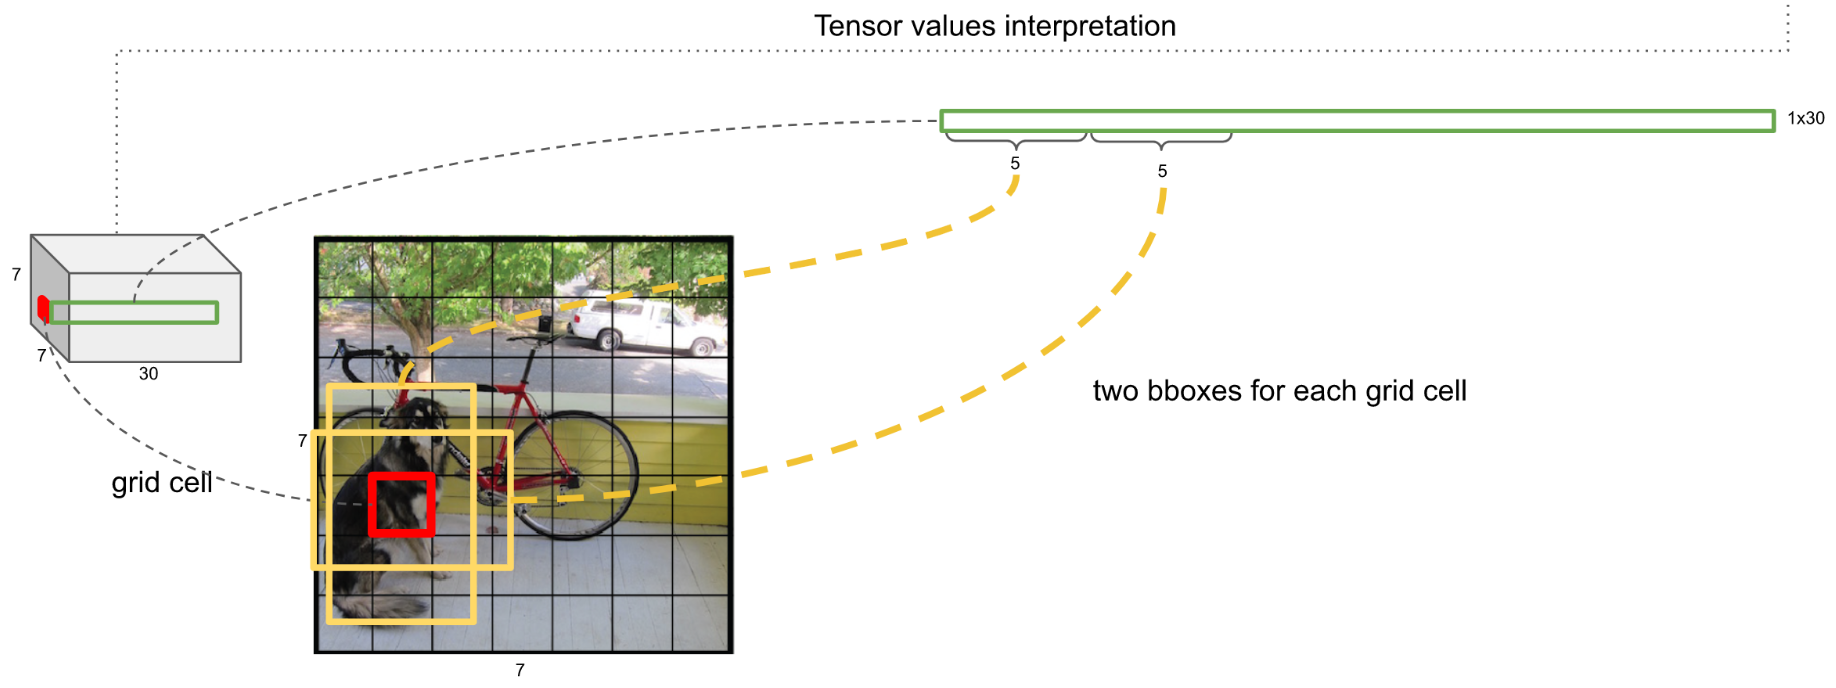 Tensor values interpretation
1x30
5
5
7
7
30
two bboxes for each grid cell
7
grid cell
7